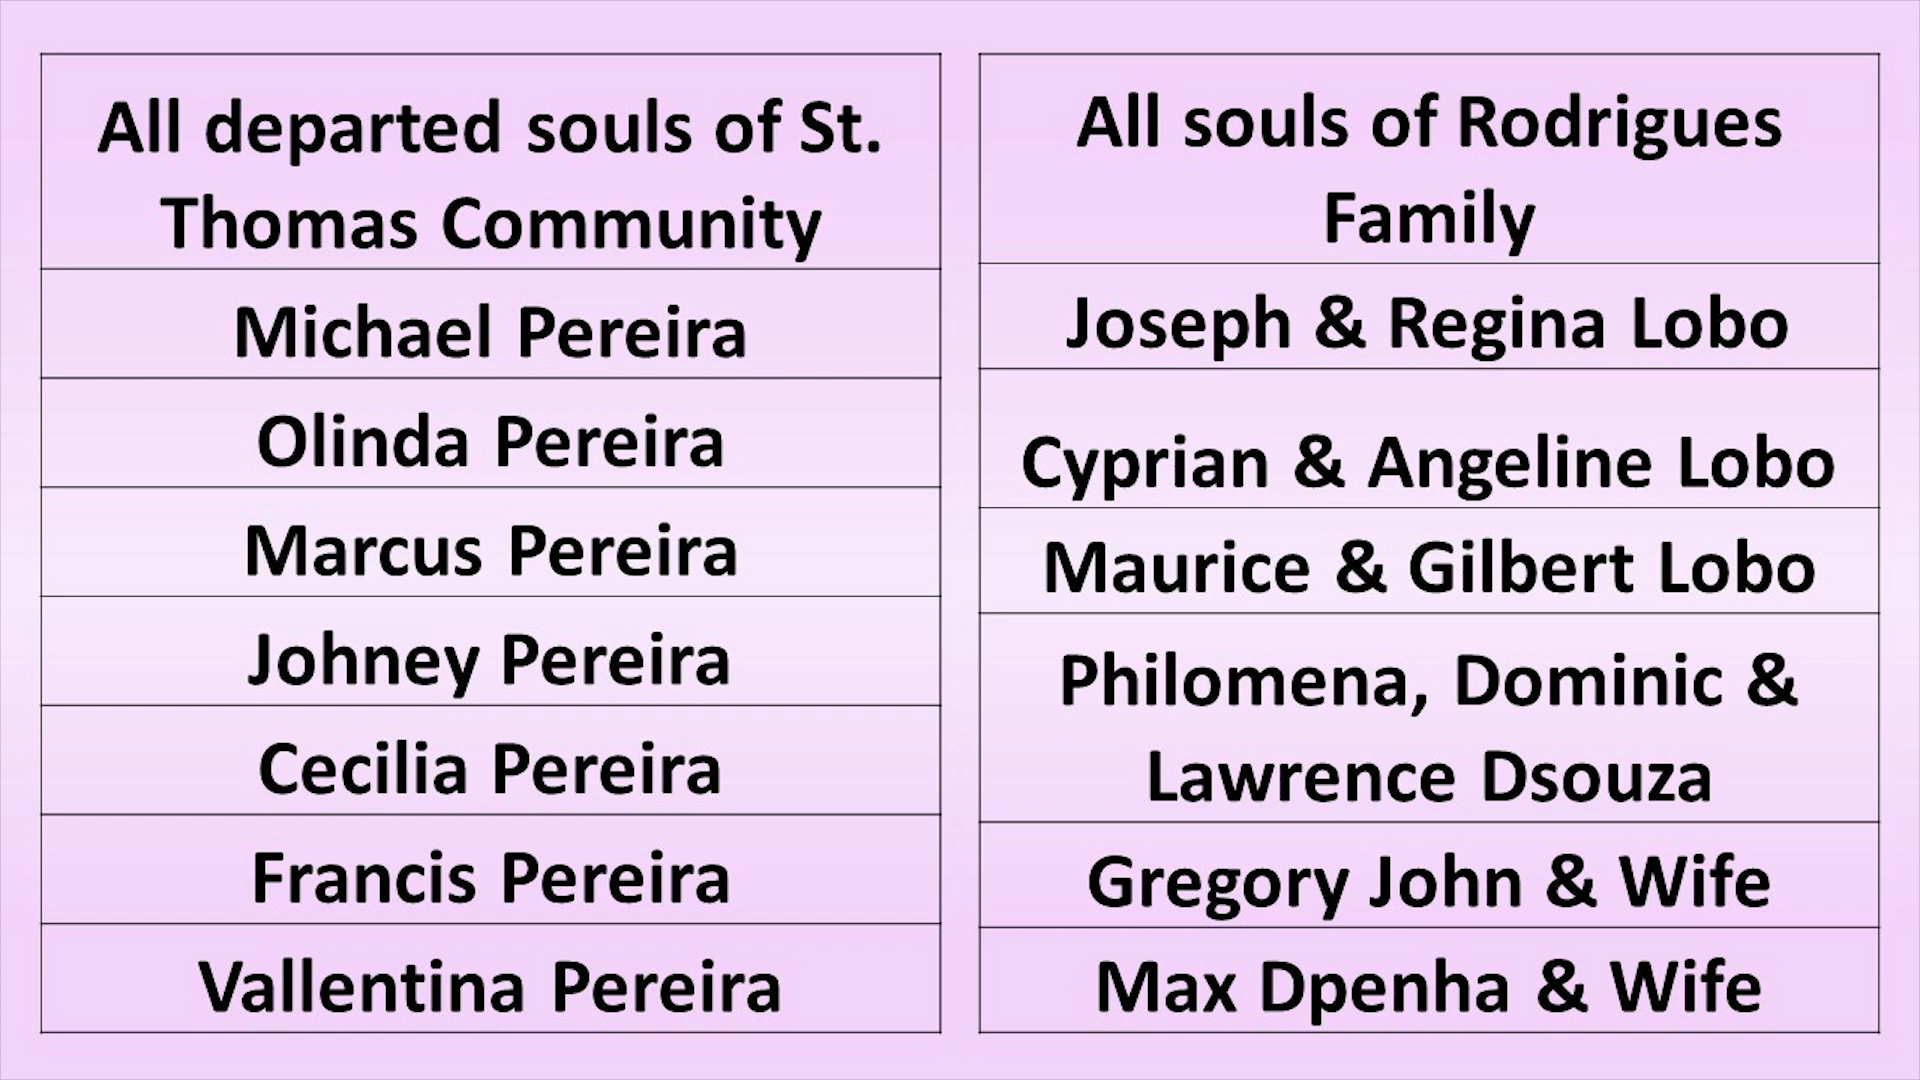 All departed souls of St.
Thomas Community
Michael Pereira
Olinda Pereira
Marcus Pereira
Johney Pereira
Cecilia Pereira
Francis Pereira
Vallentina Pereira
All souls of Rodrigues
Family
Joseph & Regina Lobo
Cyprian & Angeline Lobo
Maurice & Gilbert Lobo
Philomena, Dominic &
Lawrence Dsouza
Gregory John & Wife
Max Dpenha & Wife